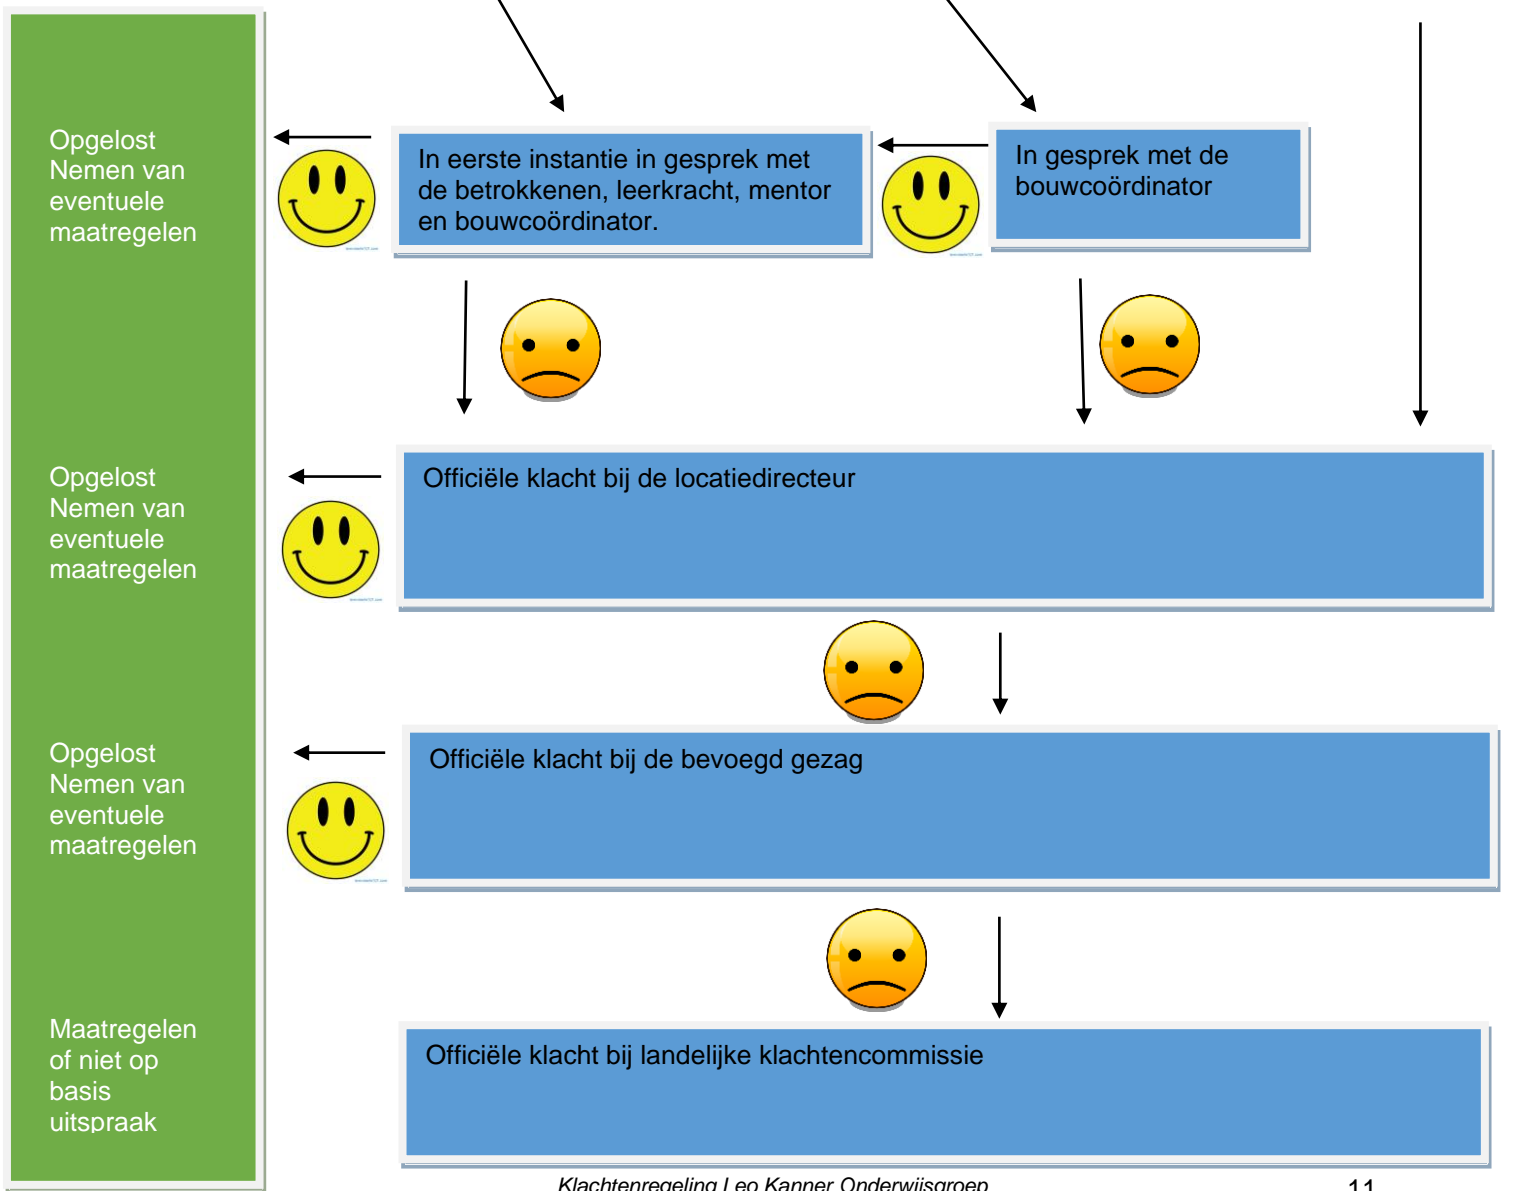 Opgelost
Nemen van
eventuele
maatregelen
In eerste instantie in gesprek met
de betrokkenen, leerkracht, mentor
en bouwcoördinator.
In gesprek met de
bouwcoördinator
Opgelost
Nemen van
eventuele
maatregelen
Officiële klacht bij de locatiedirecteur
Opgelost
Nemen van
eventuele
maatregelen
Officiële klacht bij de bevoegd gezag
Maatregelen
of niet op
basis
uitspraak
Officiële klacht bij landelijke klachtencommissie
Klachtenregeling Leo Kanner Onderwijsgroep
11